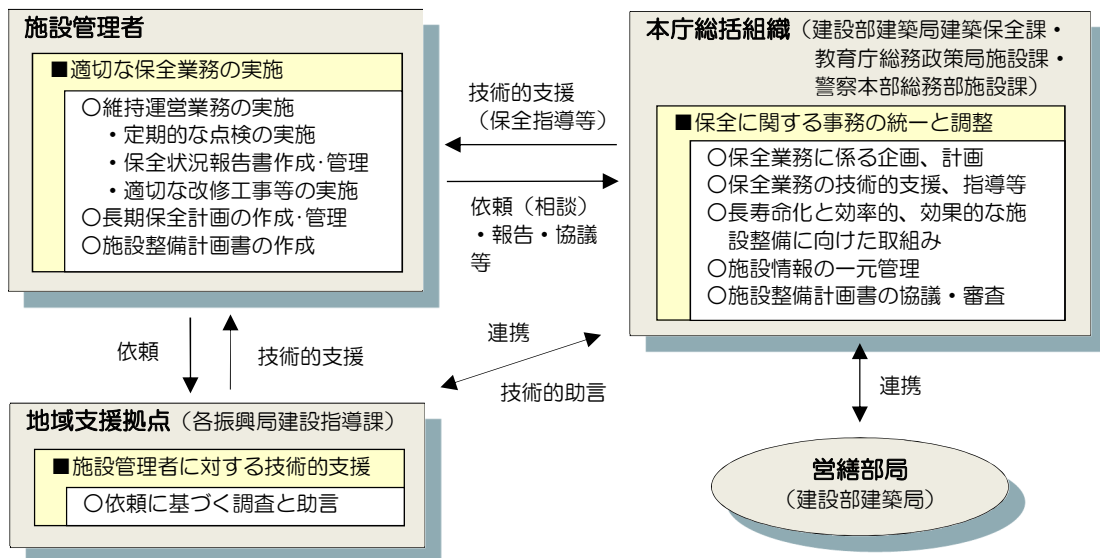 施設管理者
■適切な保全業務の実施
○維持運営業務の実施
・定期的な点検の実施
・保全状況報告書作成・管理
・適切な改修工事等の実施
○長期保全計画の作成・管理
○施設整備計画書の作成
技術的支援
（保全指導等）
依頼（相談）
・報告・協議
等
本庁総括組織（建設部建築局建築保全課・
教育庁総務政策局施設課・
警察本部総務部施設課）
■保全に関する事務の統一と調整
○保全業務に係る企画、計画
○保全業務の技術的支援、指導等
○長寿命化と効率的、効果的な施
設整備に向けた取組み
○施設情報の一元管理
○施設整備計画書の協議・審査
依頼
技術的支援
連携
技術的助言
連携
地域支援拠点（各振興局建設指導課）
■施設管理者に対する技術的支援
○依頼に基づく調査と助言
営繕部局
（建設部建築局）